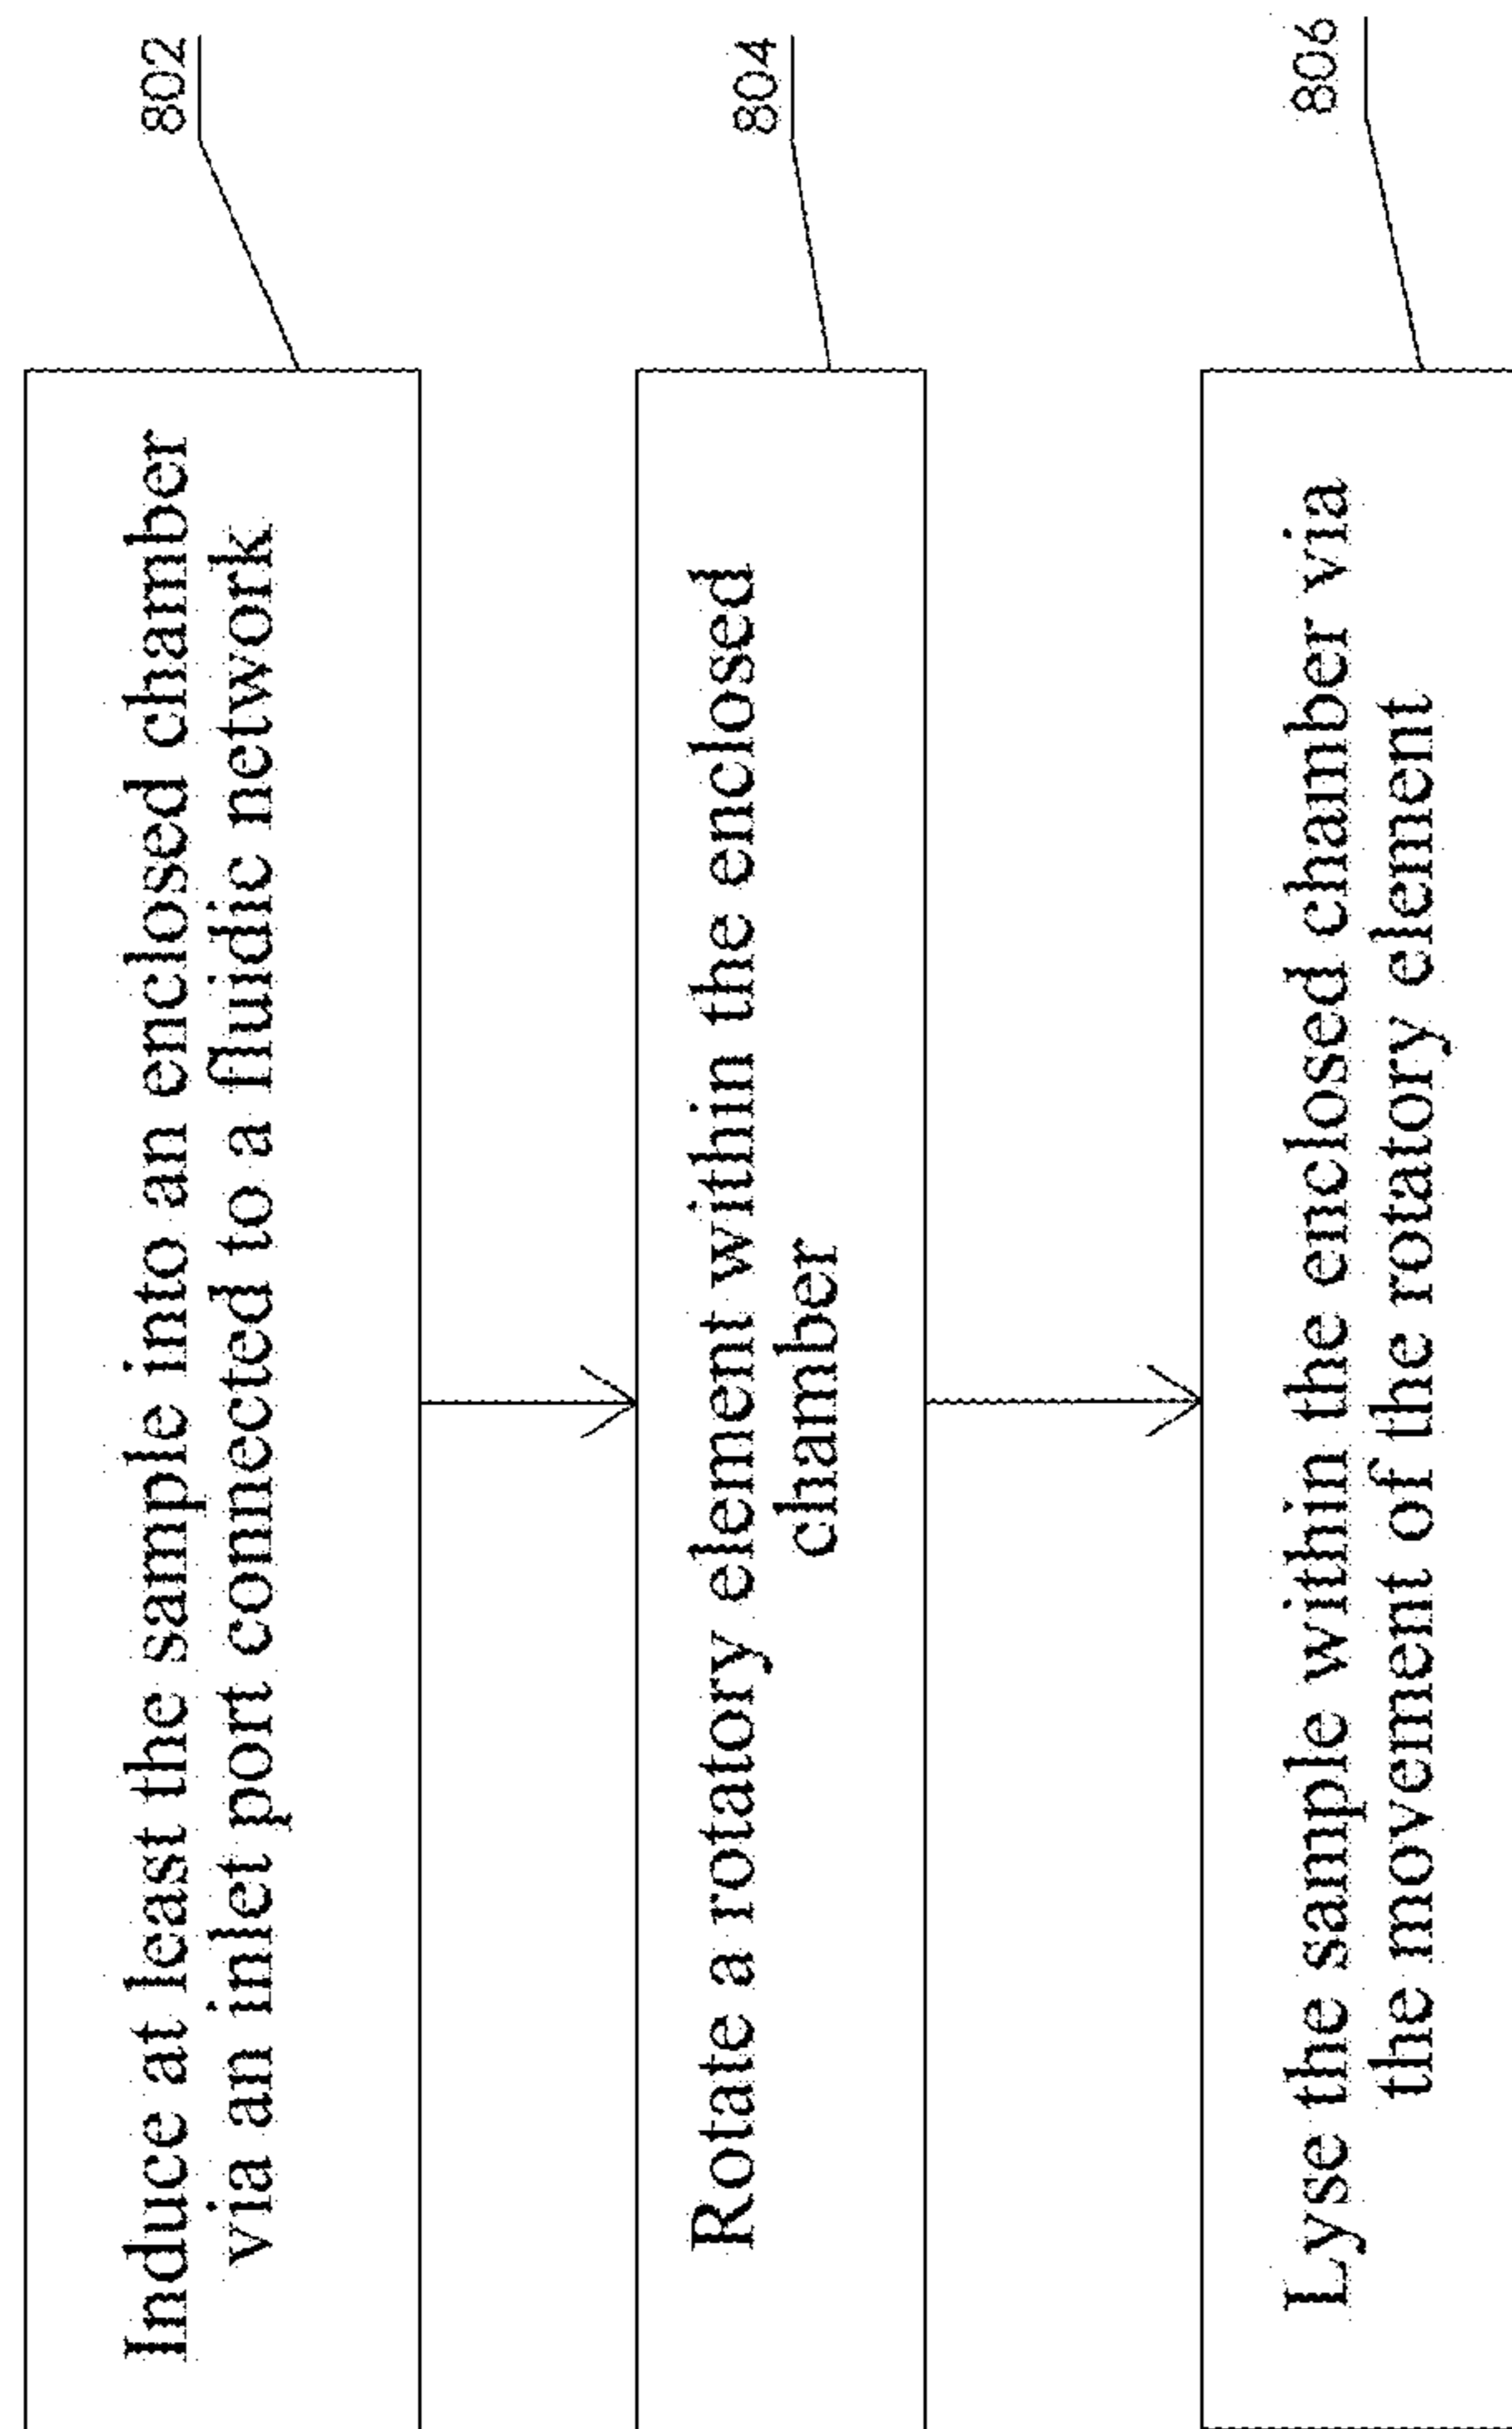 802
Induce at least the sample into an enclosed chamber
via an inlet port connected to a fluidic network
804
Rotate a rotatory element within the enclosed
chamber
806
Lyse the sample within the enclosed chamber via
the movement of the rotatory element